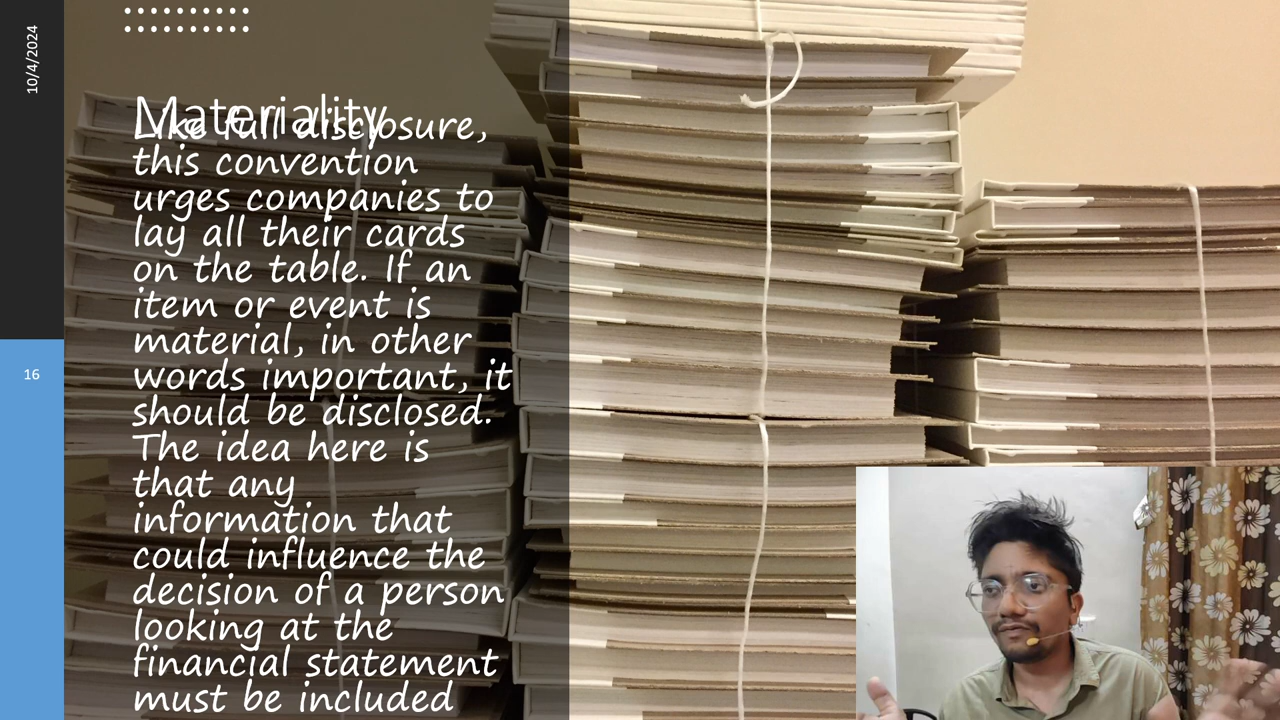 10/4/2024
16
Materiality
Like full disclosure,
this convention
urges companies to
lay all their cards
on the table. If an
item or event is
material, in other
words important, it
should be disclosed.
The idea here is
that any
information that
could influence the
decision of a person
looking at the
financial statement
must be included